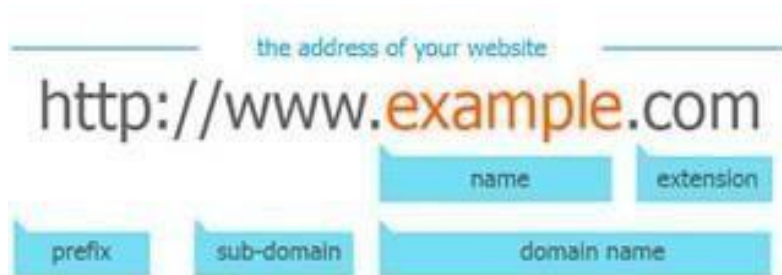 the address of your website
http://www.example.com
name extension
prefix sub-domain domain name